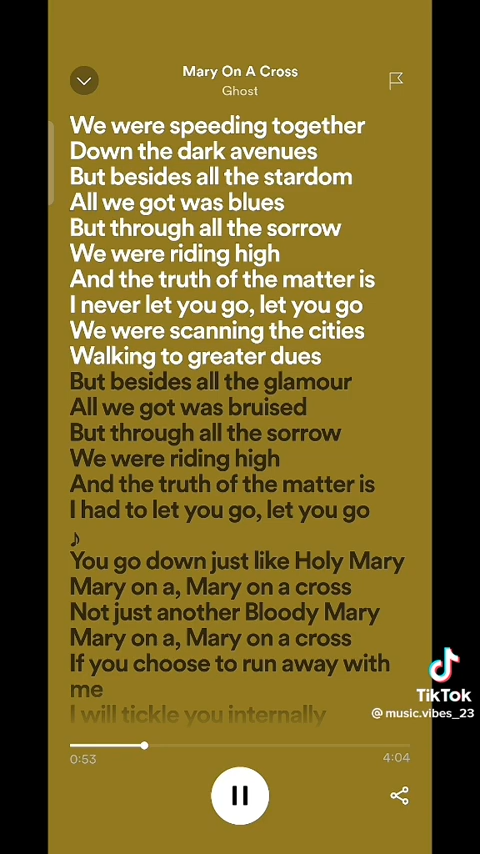 Mary On A Cross
Ghost
We were speeding together
Down the dark avenues
But besides all the stardom
All we got was blues
But through all the sorrow
We were riding high
And the truth of the matter is
I never let you go, let you go
We were scanning the cities
Walking to greater dues
But besides all the glamour
All we got was bruised
But through all the sorrow
We were riding high
And the truth of the matter is
I had to let you go, let you go
♪
You go down just like Holy Mary
Mary on a, Mary on a cross
Not just another Bloody Mary
Mary on a, Mary on a cross
If you choose to run away with
me
I will tickle you internally
TikTok
@music.vibes_23
0:53
4:04